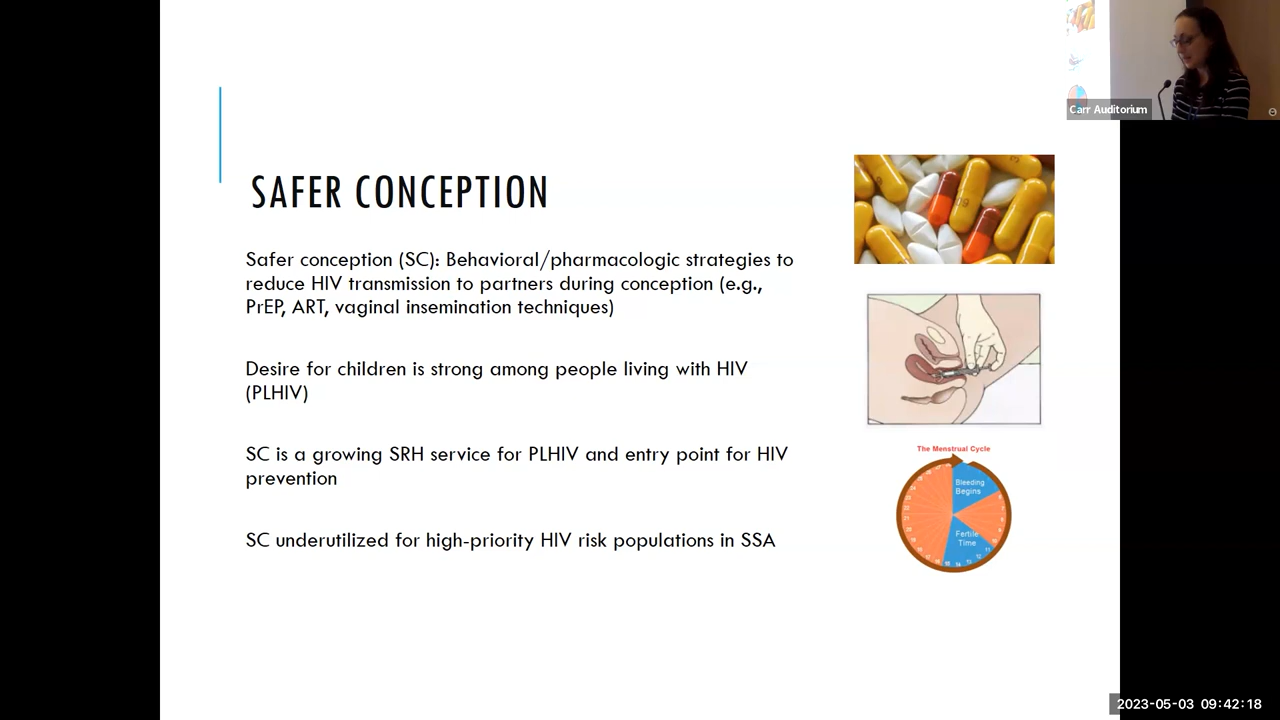 Carr Auditorium
SAFER CONCEPTION
Safer conception (SC): Behavioral/pharmacologic strategies to
reduce HIV transmission to partners during conception (e.g.,
PrEP, ART, vaginal insemination techniques)
Desire for children is strong among people living with HIV
(PLHIV)
SC is a growing SRH service for PLHIV and entry point for HIV
prevention
SC underutilized for high-priority HIV risk populations in SSA
The Menstrual Cycle
Bleeding
Begins
Fertile
Time
2023-05-03 09:42:18